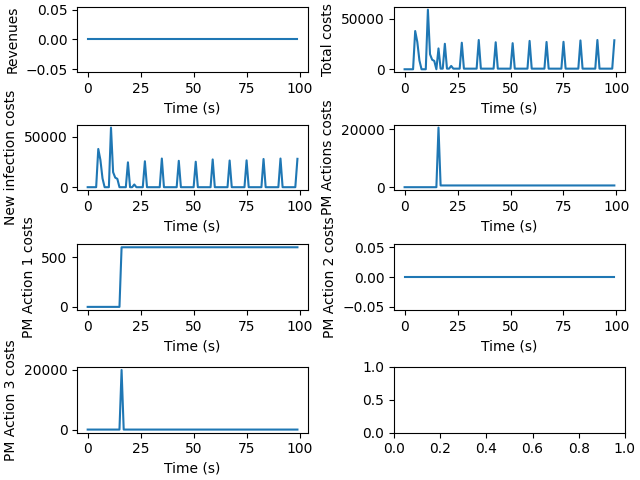 Revenues
0.05
0.00
−0.05
0 25 50 75 100
Time (s)
Total costs
50000
0
0 25 50 75 100
Time (s)
New infection costs
50000
0
0 25 50 75 100
Time (s)
PM Actions costs
20000
0
0 25 50 75 100
Time (s)
PM Action 1 costs
500
0
0 25 50 75 100
Time (s)
PM Action 2 costs
0.05
0.00
−0.05
0 25 50 75 100
Time (s)
PM Action 3 costs
20000
0
0 25 50 75 100
Time (s)
1.0
0.5
0.0
0.0 0.2 0.4 0.6 0.8 1.0